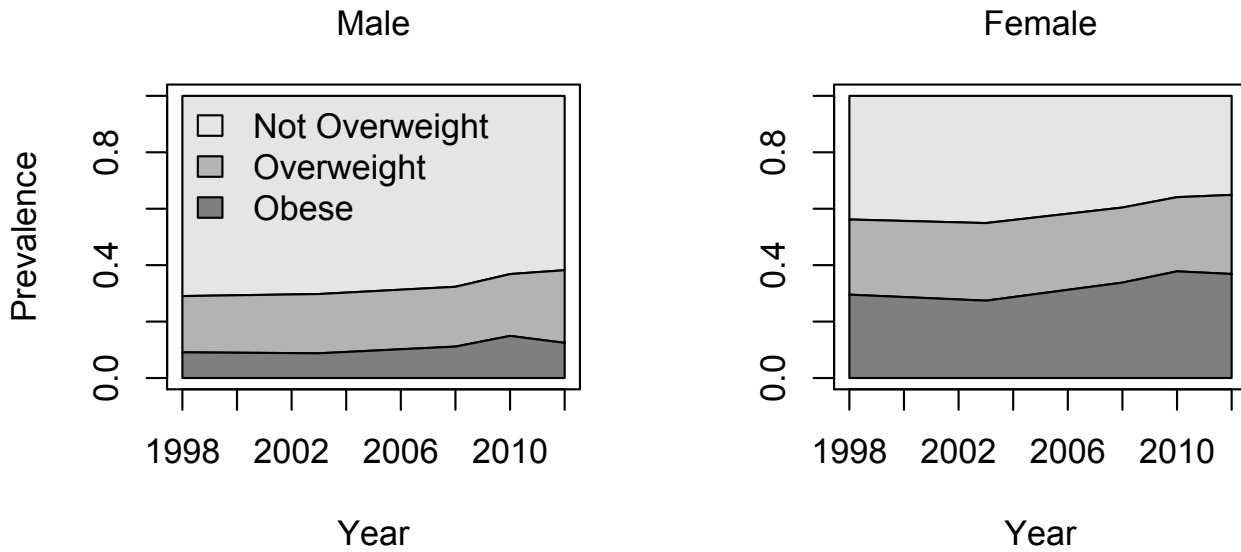 Male
Prevalence
0.0 0.4 0.8
Not Overweight
Overweight
Obese
1998 2002 2006 2010
Year
Female
0.0 0.4 0.8
1998 2002 2006 2010
Year